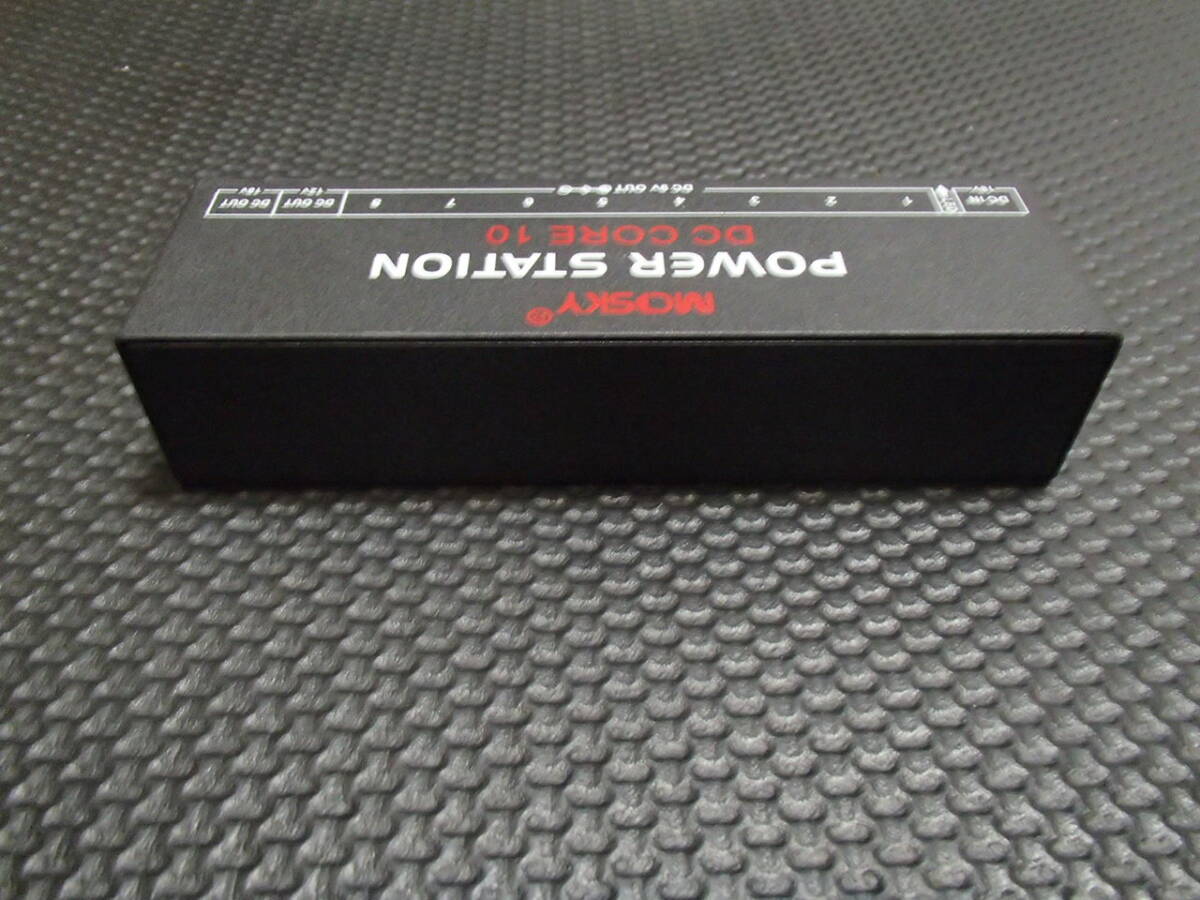 MOSKY®
POWER STATION
DC CORE 10
DC IN 1 2 3 4 5 6 7 8 DC OUT DC OUT
18V DC 9V OUT 12V 18V